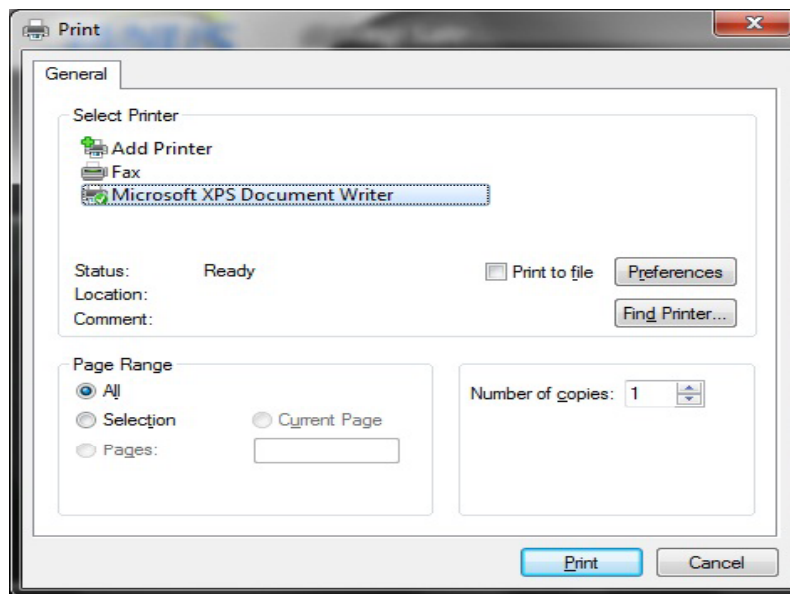 Print
General
Select Printer
Add Printer
Fax
Microsoft XPS Document Writer
Status: Ready
Print to file
Preferences
Location:
Comment:
Find Printer...
Page Range
All
Selection
Current Page
Pages:
Number of copies: 1
Print
Cancel